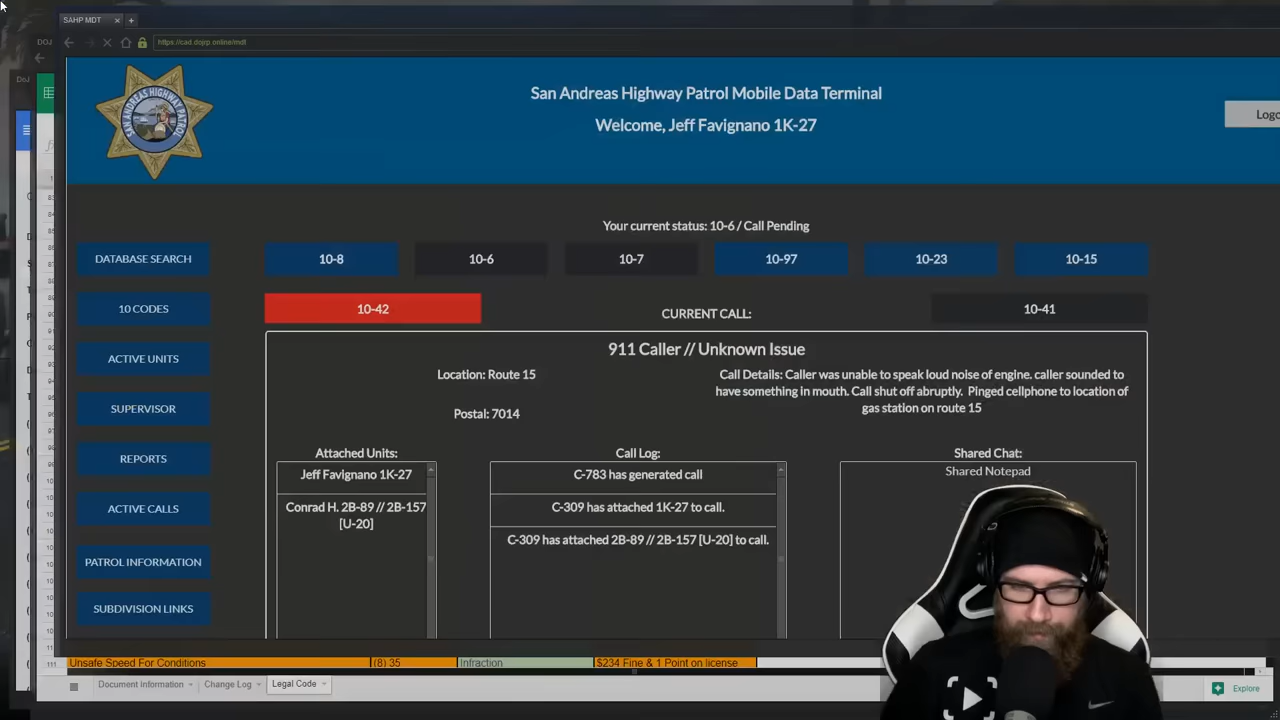 SAHP MDT
DOJ
https://cad.dojrp.online/mdt
San Andreas Highway Patrol Mobile Data Terminal
Welcome, Jeff Favignano 1K-27
SAN ANDREAS HIGHWAY PATROL
Your current status: 10-6 / Call Pending
DATABASE SEARCH
10-8
10-6
10-7
10-97
10-23
10-15
10 CODES
10-42
CURRENT CALL:
10-41
911 Caller // Unknown Issue
ACTIVE UNITS
Location: Route 15
Call Details: Caller was unable to speak loud noise of engine. caller sounded to
have something in mouth. Call shut off abruptly. Pinged cellphone to location of
gas station on route 15
SUPERVISOR
Postal: 7014
REPORTS
Attached Units:
Call Log:
Shared Chat:
Jeff Favignano 1K-27
C-783 has generated call
Shared Notepad
ACTIVE CALLS
Conrad H. 2B-89 // 2B-157
[U-20]
C-309 has attached 1K-27 to call.
C-309 has attached 2B-89 // 2B-157 [U-20] to call.
PATROL INFORMATION
SUBDIVISION LINKS
Unsafe Speed For Conditions
(8) 35
Infraction
$234 Fine & 1 Point on license
Document Information
Change Log
Legal Code
Explore